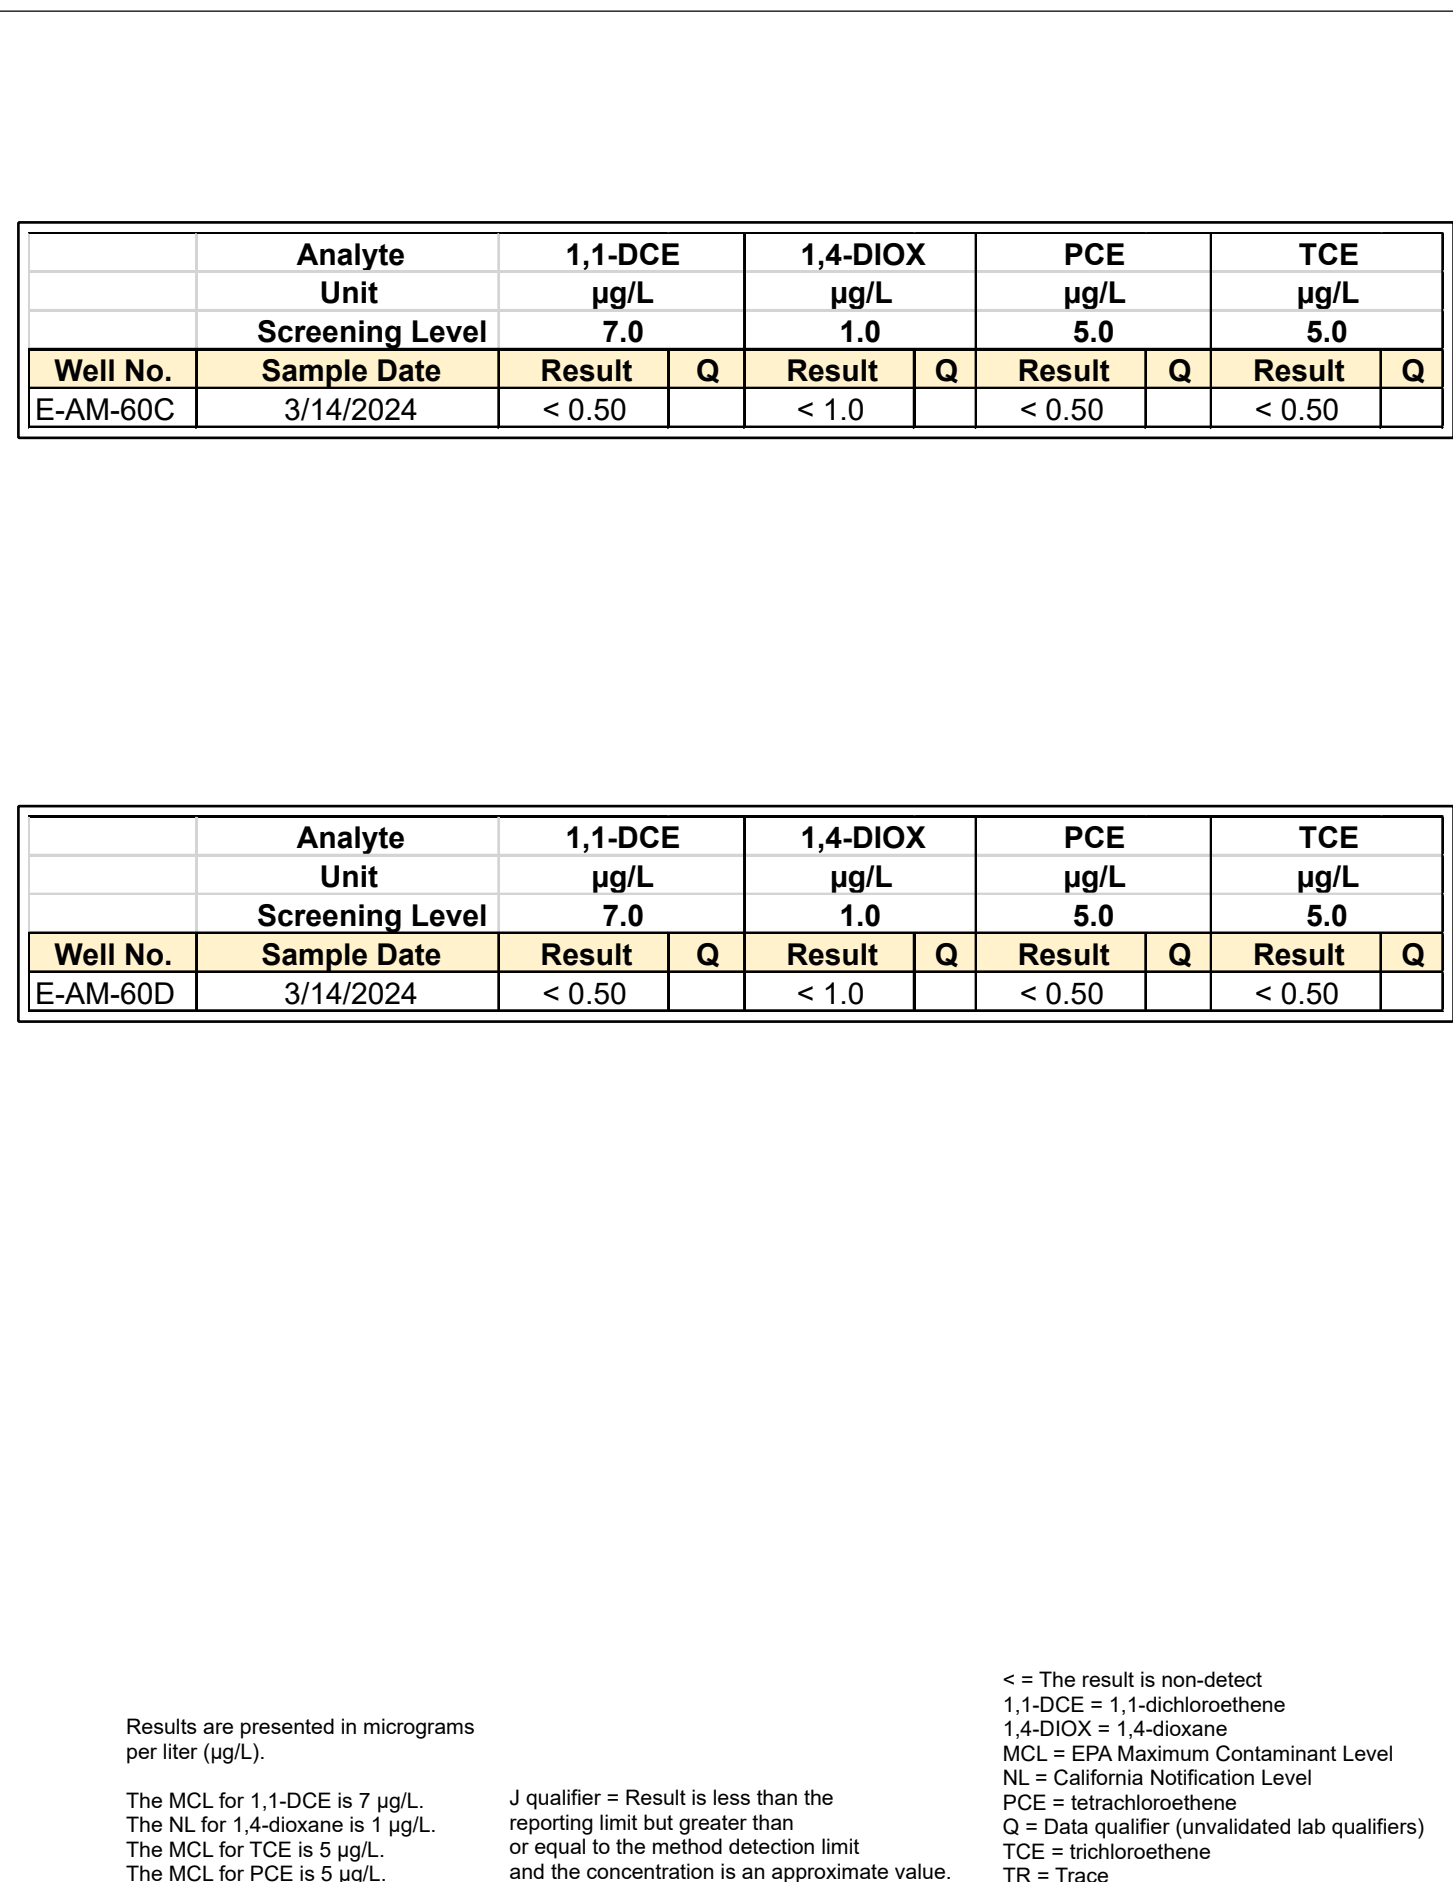 Analyte 1,1-DCE 1,4-DIOX PCE TCE
Unit µg/L µg/L µg/L µg/L
Screening Level 7.0 1.0 5.0 5.0
Well No. Sample Date Result Q Result Q Result Q Result Q
E-AM-60C 3/14/2024 < 0.50 < 1.0 < 0.50 < 0.50
Analyte 1,1-DCE 1,4-DIOX PCE TCE
Unit µg/L µg/L µg/L µg/L
Screening Level 7.0 1.0 5.0 5.0
Well No. Sample Date Result Q Result Q Result Q Result Q
E-AM-60D 3/14/2024 < 0.50 < 1.0 < 0.50 < 0.50
Results are presented in micrograms
per liter (µg/L).
The MCL for 1,1-DCE is 7 µg/L.
The NL for 1,4-dioxane is 1 µg/L.
The MCL for TCE is 5 µg/L.
The MCL for PCE is 5 µg/L.
J qualifier = Result is less than the
reporting limit but greater than
or equal to the method detection limit
and the concentration is an approximate value.
< = The result is non-detect
1,1-DCE = 1,1-dichloroethene
1,4-DIOX = 1,4-dioxane
MCL = EPA Maximum Contaminant Level
NL = California Notification Level
PCE = tetrachloroethene
Q = Data qualifier (unvalidated lab qualifiers)
TCE = trichloroethene
TR = Trace